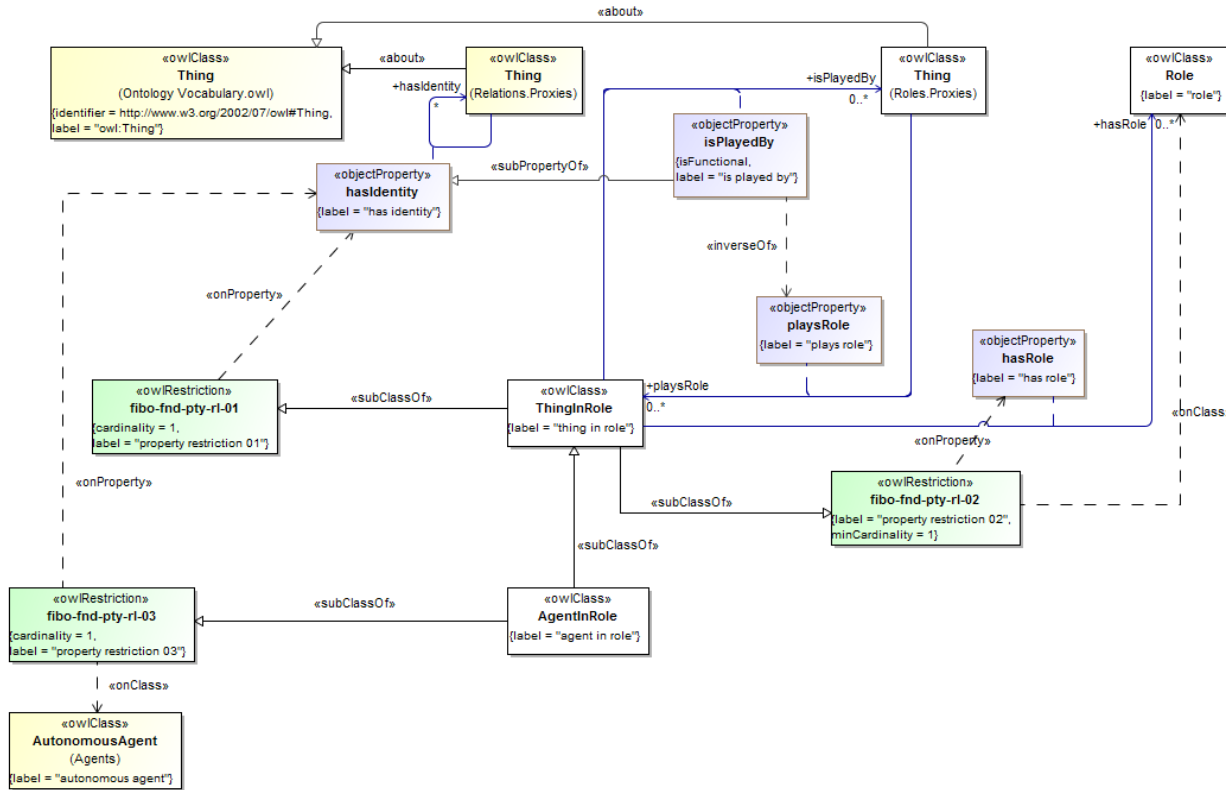 «about»
«owlClass»
Thing
(Ontology Vocabulary.owl)
{identifier = http://www.w3.org/2002/07/owl#Thing,
label = "owl:Thing"}
«about»
«owlClass»
Thing
(Relations.Proxies)
+hasIdentity
*
«owlClass»
Thing
(Roles.Proxies)
+isPlayedBy
0..*
«owlClass»
Role
{label = "role"}
+hasRole
0..*
«objectProperty»
isPlayedBy
{isFunctional,
label = "is played by"}
«subPropertyOf»
«objectProperty»
hasIdentity
{label = "has identity"}
«inverseOf»
«onProperty»
«objectProperty»
playsRole
{label = "plays role"}
«objectProperty»
hasRole
{label = "has role"}
«owlRestriction»
fibo-fnd-pty-rl-01
{cardinality = 1,
label = "property restriction 01"}
«subClassOf»
«owlClass»
ThingInRole
{label = "thing in role"}
+playsRole
0..*
«onClass»
«onProperty»
«onProperty»
«owlRestriction»
fibo-fnd-pty-rl-02
{label = "property restriction 02",
minCardinality = 1}
«subClassOf»
«subClassOf»
«owlRestriction»
fibo-fnd-pty-rl-03
{cardinality = 1,
label = "property restriction 03"}
«subClassOf»
«owlClass»
AgentInRole
{label = "agent in role"}
«onClass»
«owlClass»
AutonomousAgent
(Agents)
{label = "autonomous agent"}